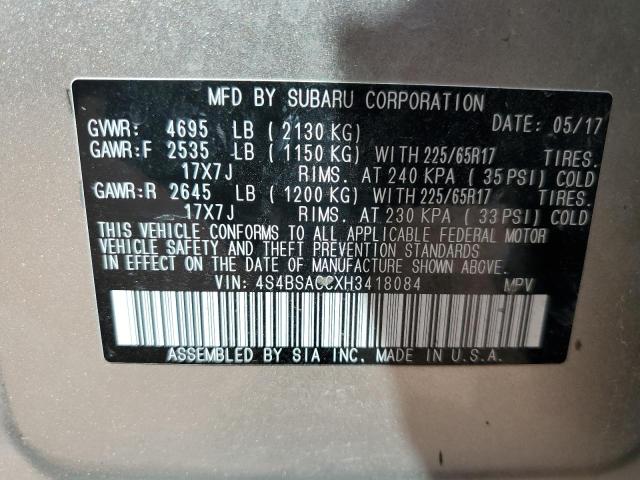 MFD BY SUBARU CORPORATION
GVWR: 4695 LB ( 2130 KG) DATE: 05/17
GAWR:F 2535 LB ( 1150 KG) WITH 225/65R17 TIRES.
17X7J RIMS. AT 240 KPA ( 35 PSI) COLD
GAWR:R 2645 LB ( 1200 KG) WITH 225/65R17 TIRES.
17X7J RIMS. AT 230 KPA ( 33 PSI) COLD
THIS VEHICLE CONFORMS TO ALL APPLICABLE FEDERAL MOTOR
VEHICLE SAFETY AND THEFT PREVENTION STANDARDS
IN EFFECT ON THE DATE OF MANUFACTURE SHOWN ABOVE.
VIN: 4S4BSACCXH3418084 MPV
ASSEMBLED BY SIA INC. MADE IN U.S.A.